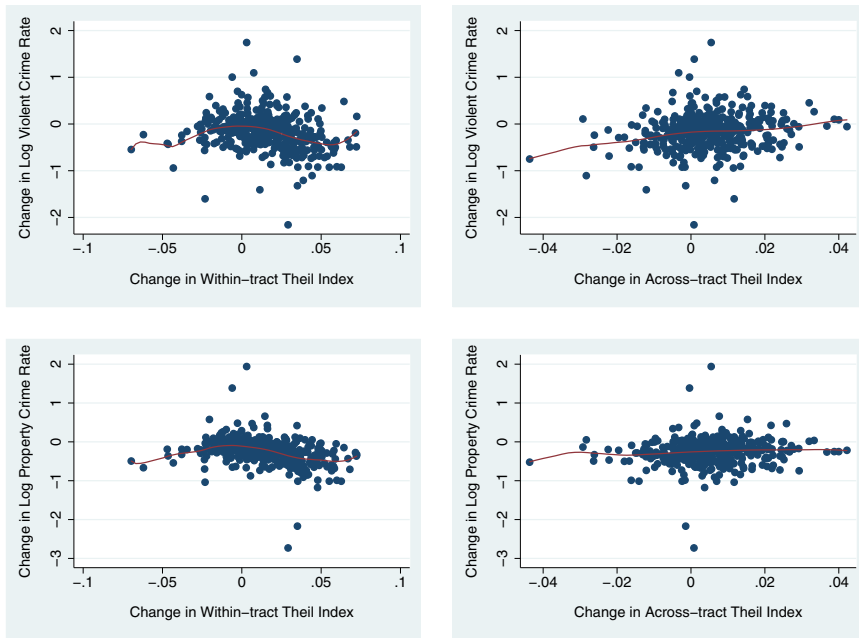 Change in Log Violent Crime Rate
2
1
0
−1
−2
−.1 −.05 0 .05 .1
Change in Within−tract Theil Index
Change in Log Violent Crime Rate
2
1
0
−1
−2
−.04 −.02 0 .02 .04
Change in Across−tract Theil Index
Change in Log Property Crime Rate
2
1
0
−1
−2
−3
−.1 −.05 0 .05 .1
Change in Within−tract Theil Index
Change in Log Property Crime Rate
2
1
0
−1
−2
−3
−.04 −.02 0 .02 .04
Change in Across−tract Theil Index